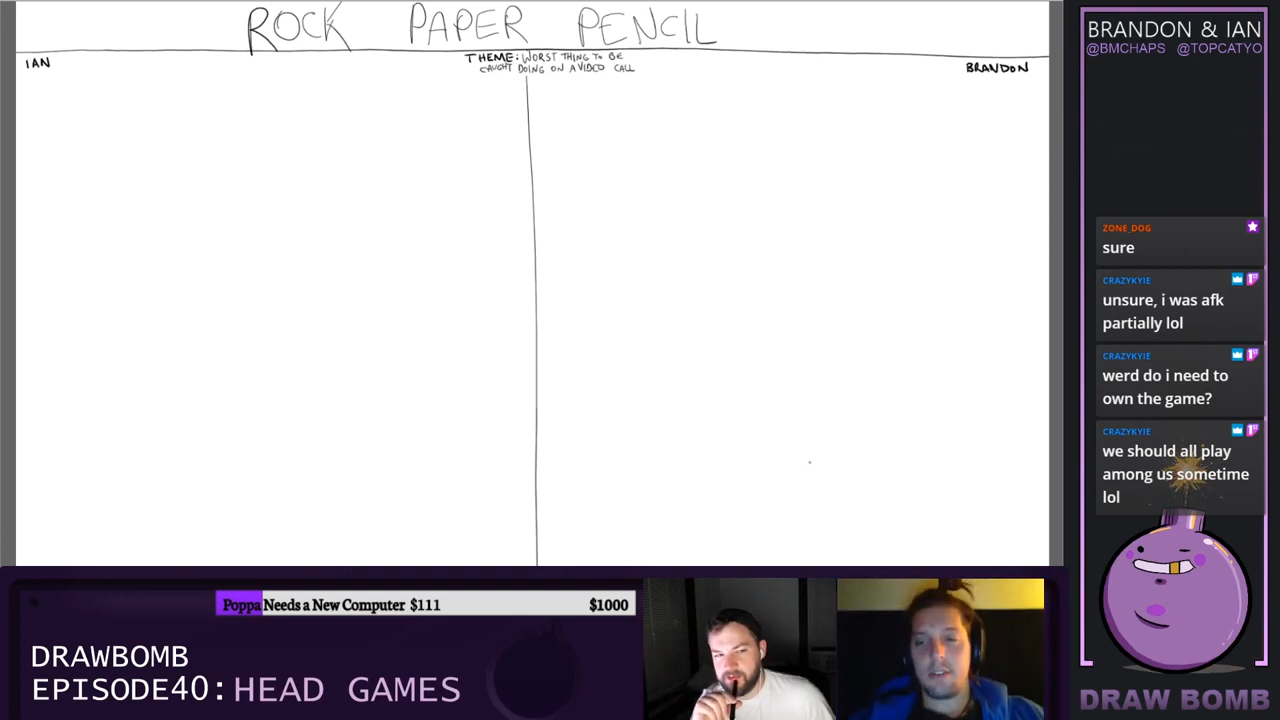 ROCK PAPER PENCIL
IAN
THEME: WORST THING TO BE
CAUGHT DOING ON A VIDEO CALL
BRANDON
BRANDON & IAN
@BMCHAPS @TOPCATYO
ZONE_DOG
sure
CRAZYKYIE
unsure, i was afk
partially lol
CRAZYKYIE
werd do i need to
own the game?
CRAZYKYIE
we should all play
among us sometime
lol
Poppa Needs a New Computer $111 $1000
DRAWBOMB
EPISODE40: HEAD GAMES
DRAW BOMB